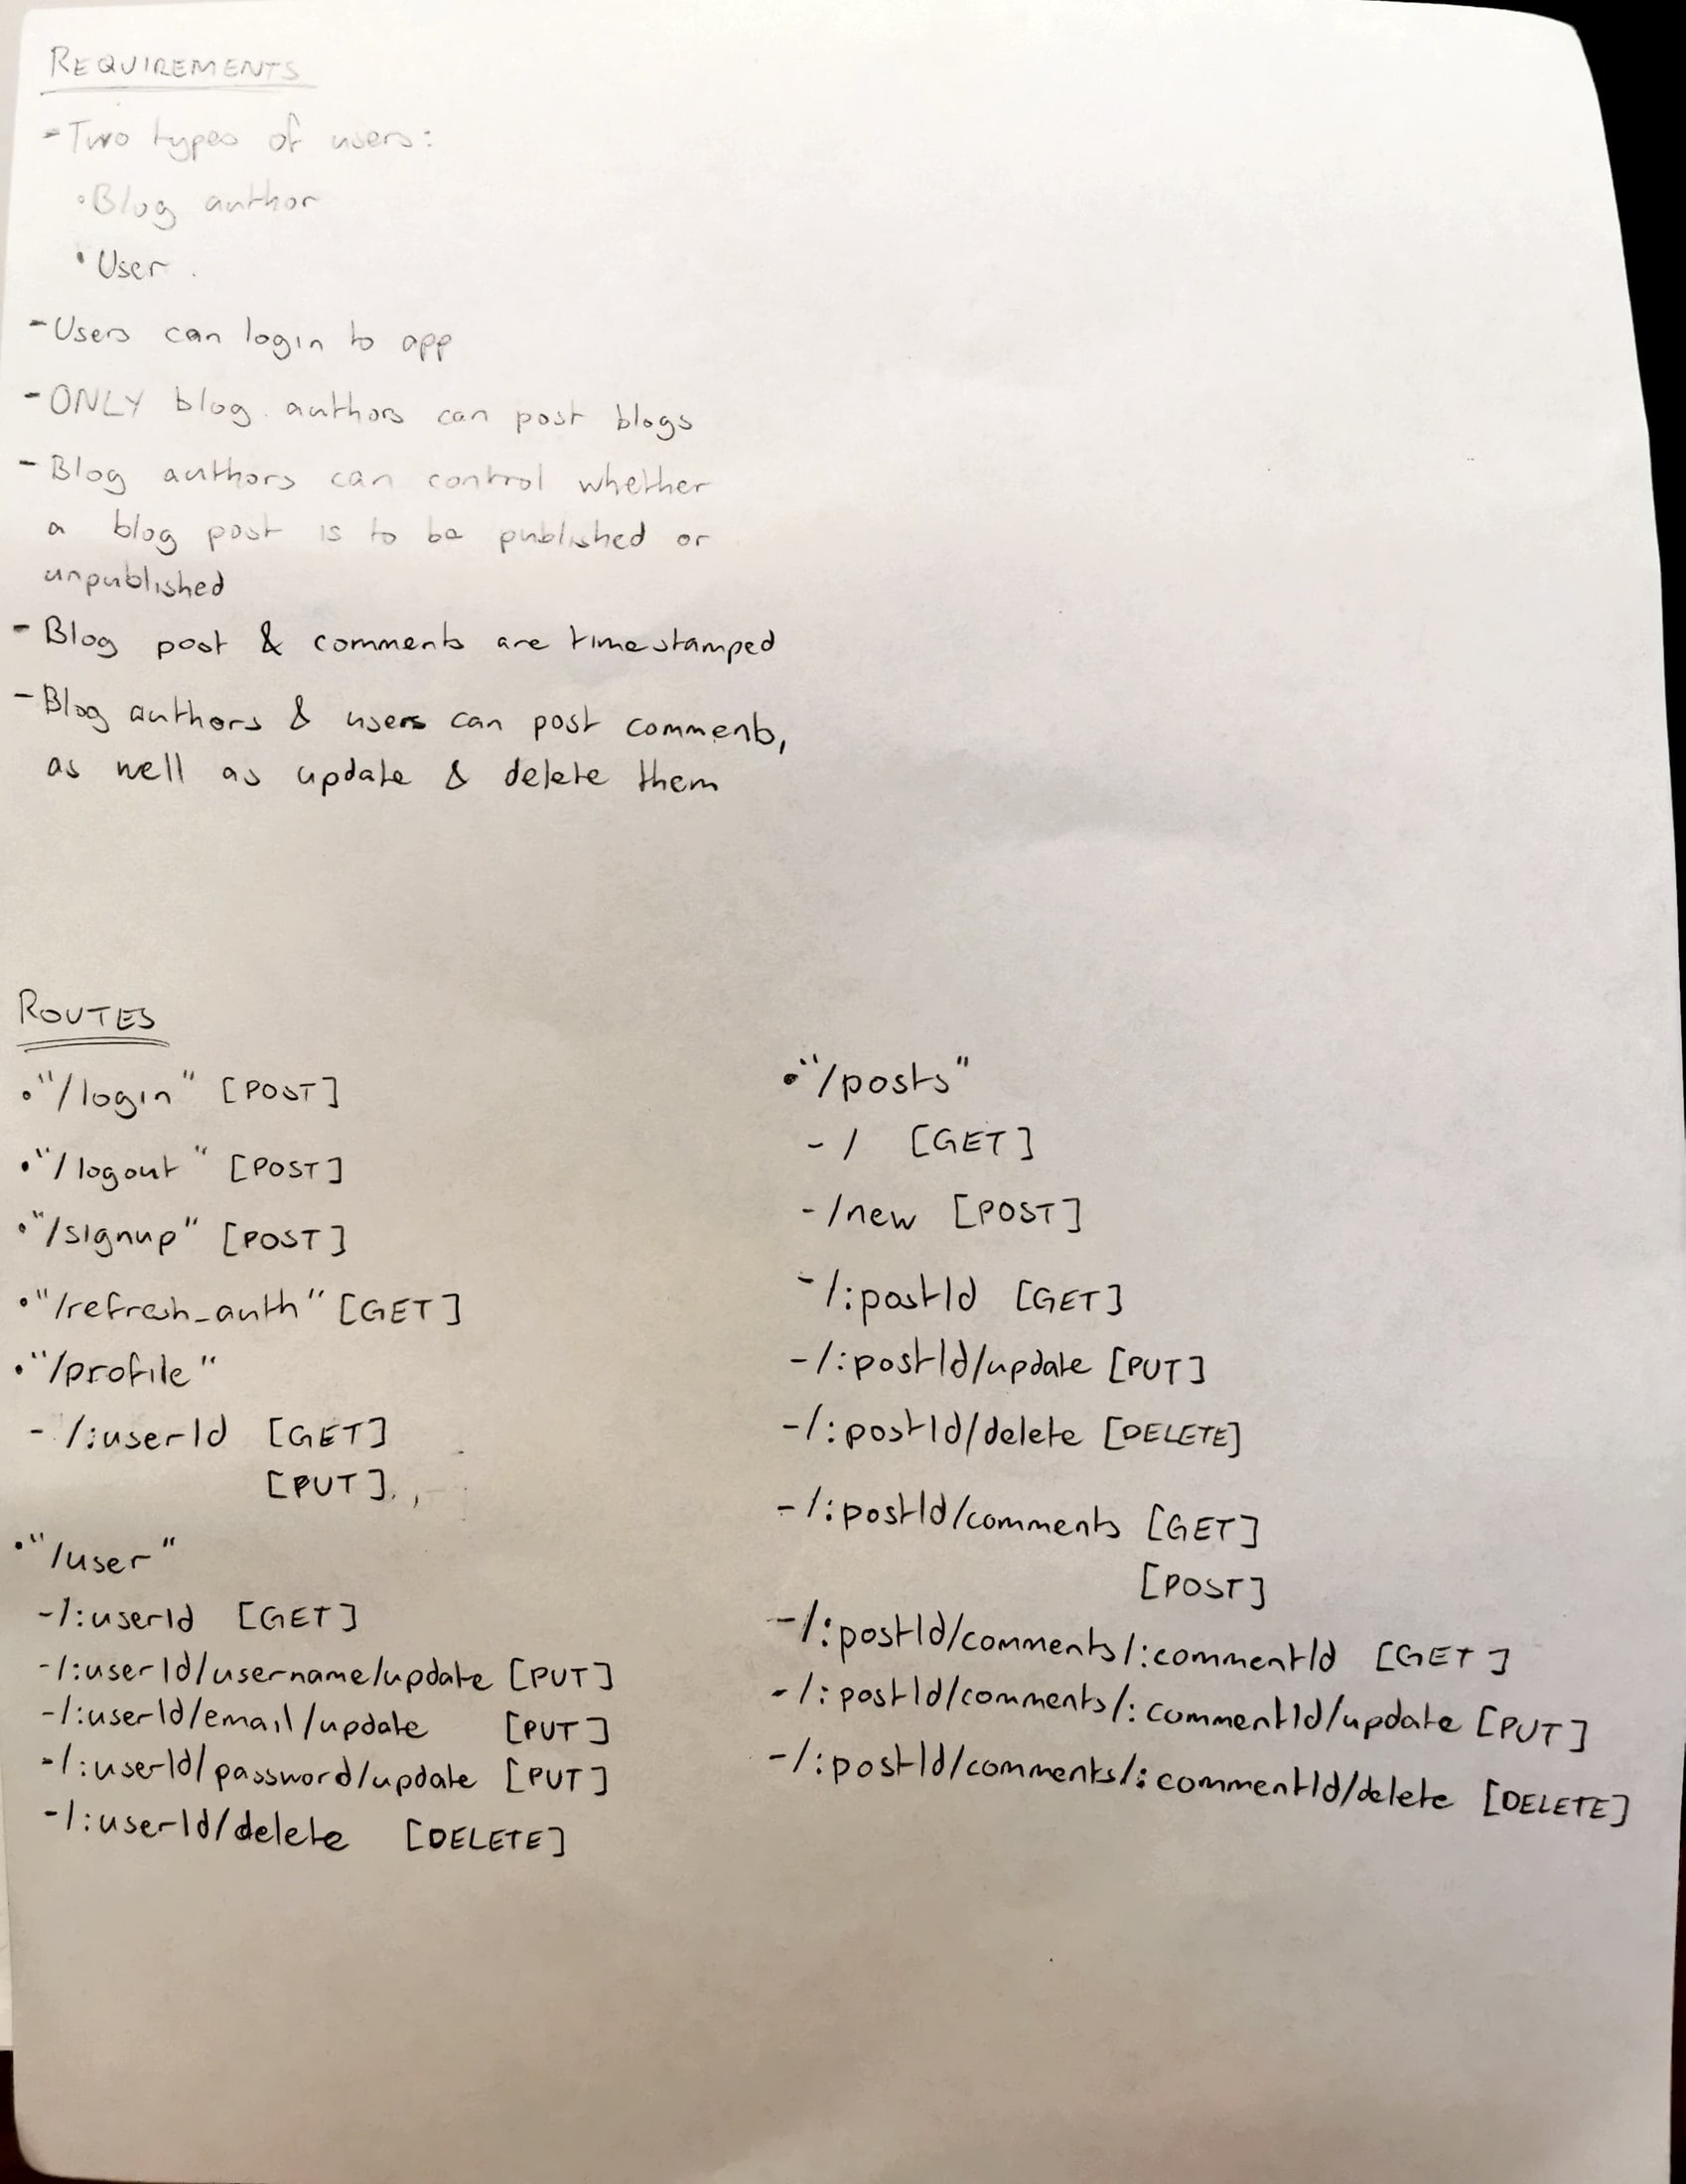 REQUIREMENTS
- Two types of users:
• Blog author
• User
- Users can login to app
- ONLY blog authors can post blogs
- Blog authors can control whether
a blog post is to be published or
unpublished
- Blog post & comments are timestamped
- Blog authors & users can post comments,
as well as update & delete them
ROUTES
• "/login" [POST]
• "/logout" [POST]
• "/signup" [POST]
• "/refresh_auth" [GET]
• "/profile"
- /:userId [GET]
[PUT]
• "/user"
- /:userId [GET]
- /:userId/username/update [PUT]
- /:userId/email/update [PUT]
- /:userId/password/update [PUT]
- /:userId/delete [DELETE]
• "/posts"
- / [GET]
- /new [POST]
- /:postId [GET]
- /:postId/update [PUT]
- /:postId/delete [DELETE]
- /:postId/comments [GET]
[POST]
- /:postId/comments/:commentId [GET]
- /:postId/comments/:commentId/update [PUT]
- /:postId/comments/:commentId/delete [DELETE]